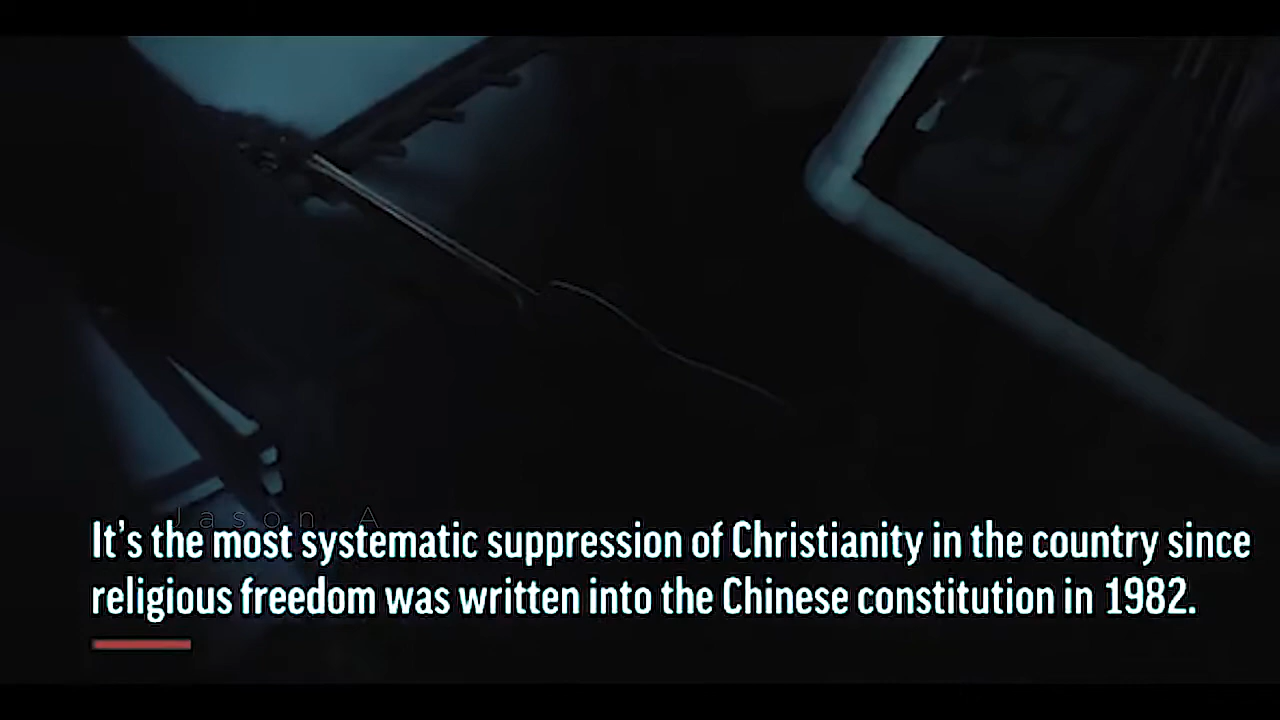 Jason A
It's the most systematic suppression of Christianity in the country since
religious freedom was written into the Chinese constitution in 1982.